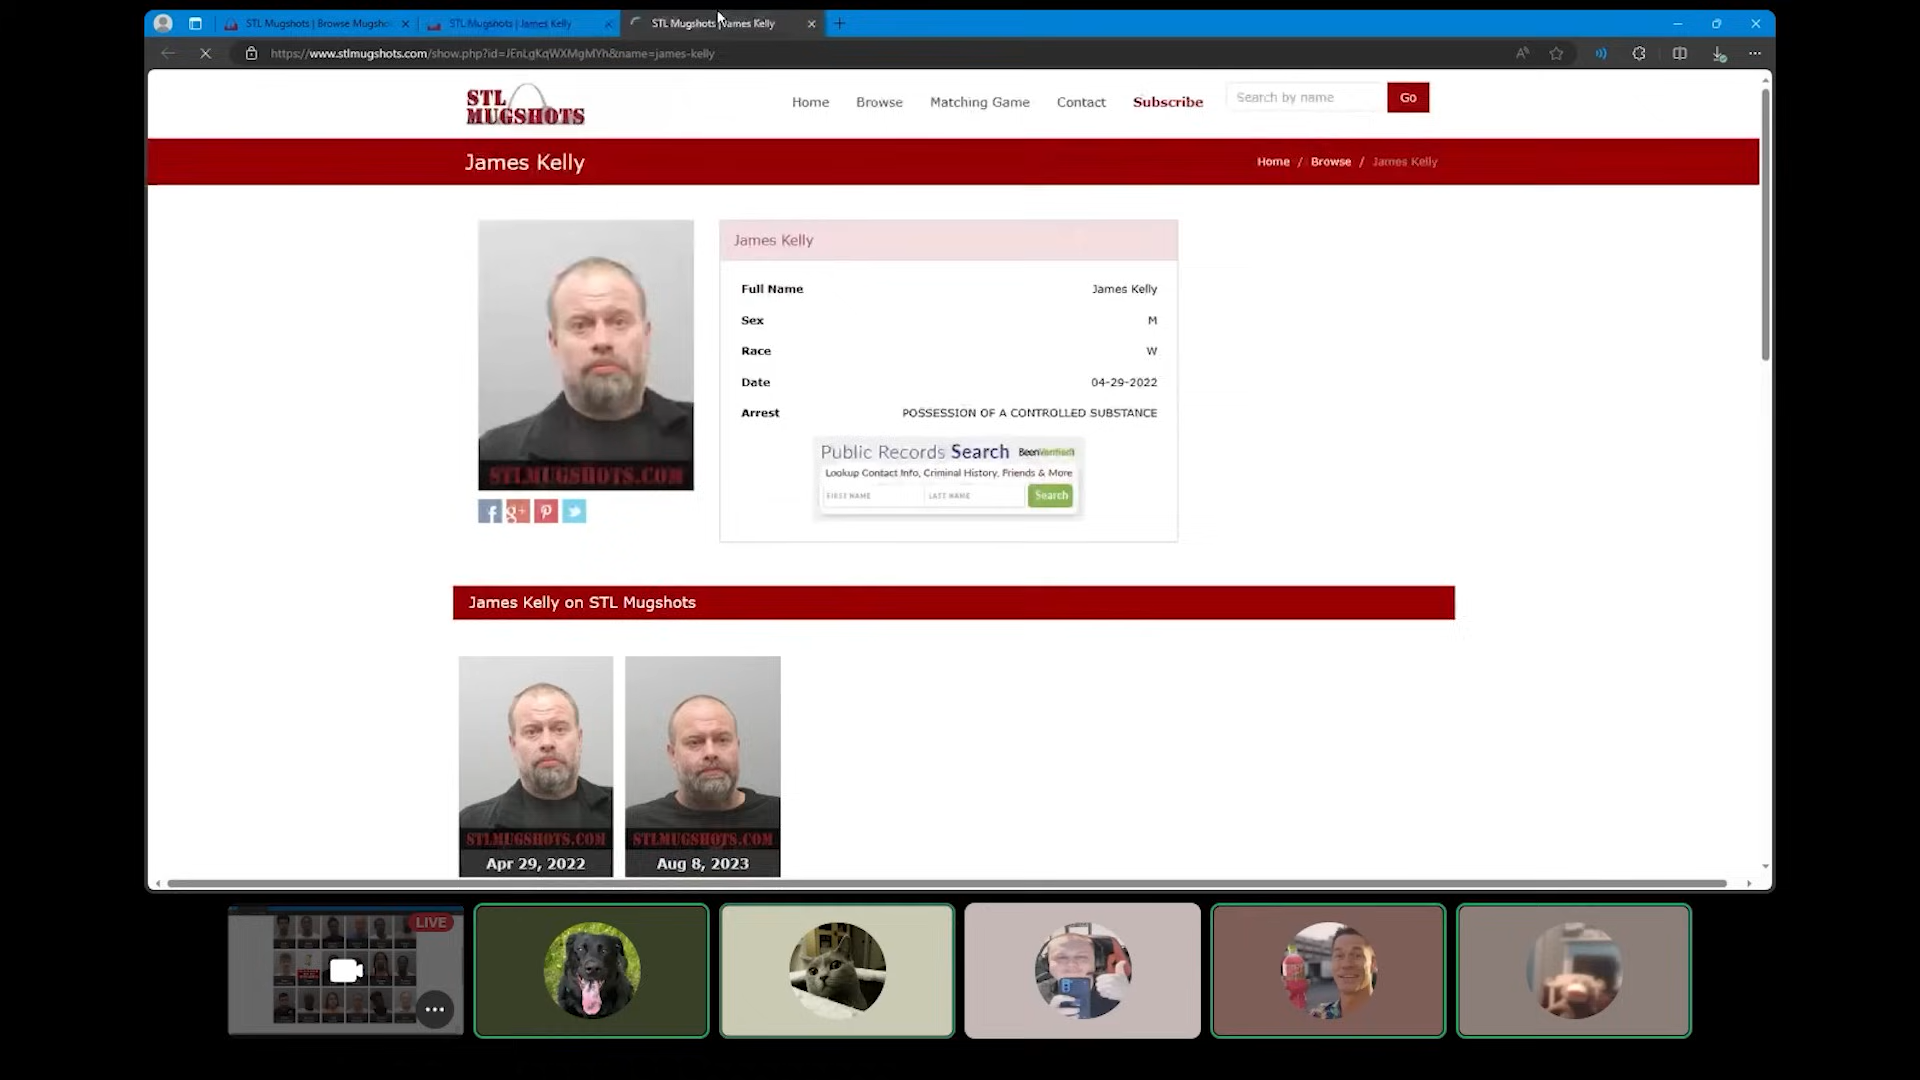 STL Mugshots | Browse Mugsho
STL Mugshots | James Kelly
STL Mugshots | James Kelly
https://www.stlmugshots.com/show.php?id=JEnLgKqWXMgMYh&name=james-kelly
STL
MUGSHOTS
Home
Browse
Matching Game
Contact
Subscribe
Search by name
Go
James Kelly
Home / Browse / James Kelly
STLMUGSHOTS.COM
James Kelly
Full Name James Kelly
Sex M
Race W
Date 04-29-2022
Arrest POSSESSION OF A CONTROLLED SUBSTANCE
Public Records Search BeenVerified
Lookup Contact Info, Criminal History, Friends & More
FIRST NAME LAST NAME Search
James Kelly on STL Mugshots
STLMUGSHOTS.COM
Apr 29, 2022
STLMUGSHOTS.COM
Aug 8, 2023
LIVE